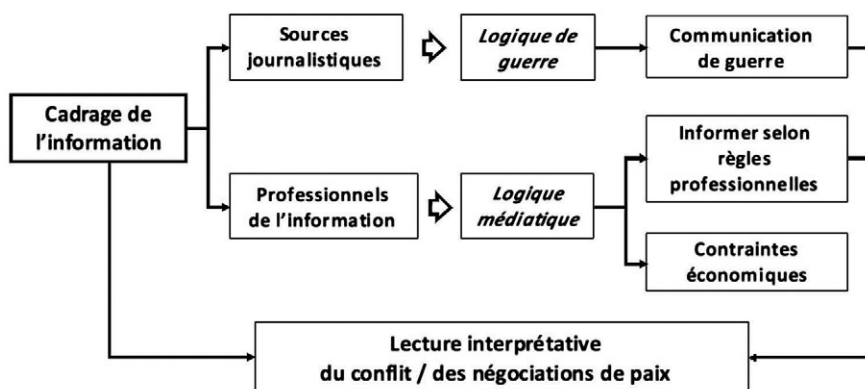 Sources
journalistiques
Logique de
guerre
Communication
de guerre
Cadrage de
l’information
Professionnels
de l’information
Logique
médiatique
Informer selon
règles
professionnelles
Contraintes
économiques
Lecture interprétative
du conflit / des négociations de paix